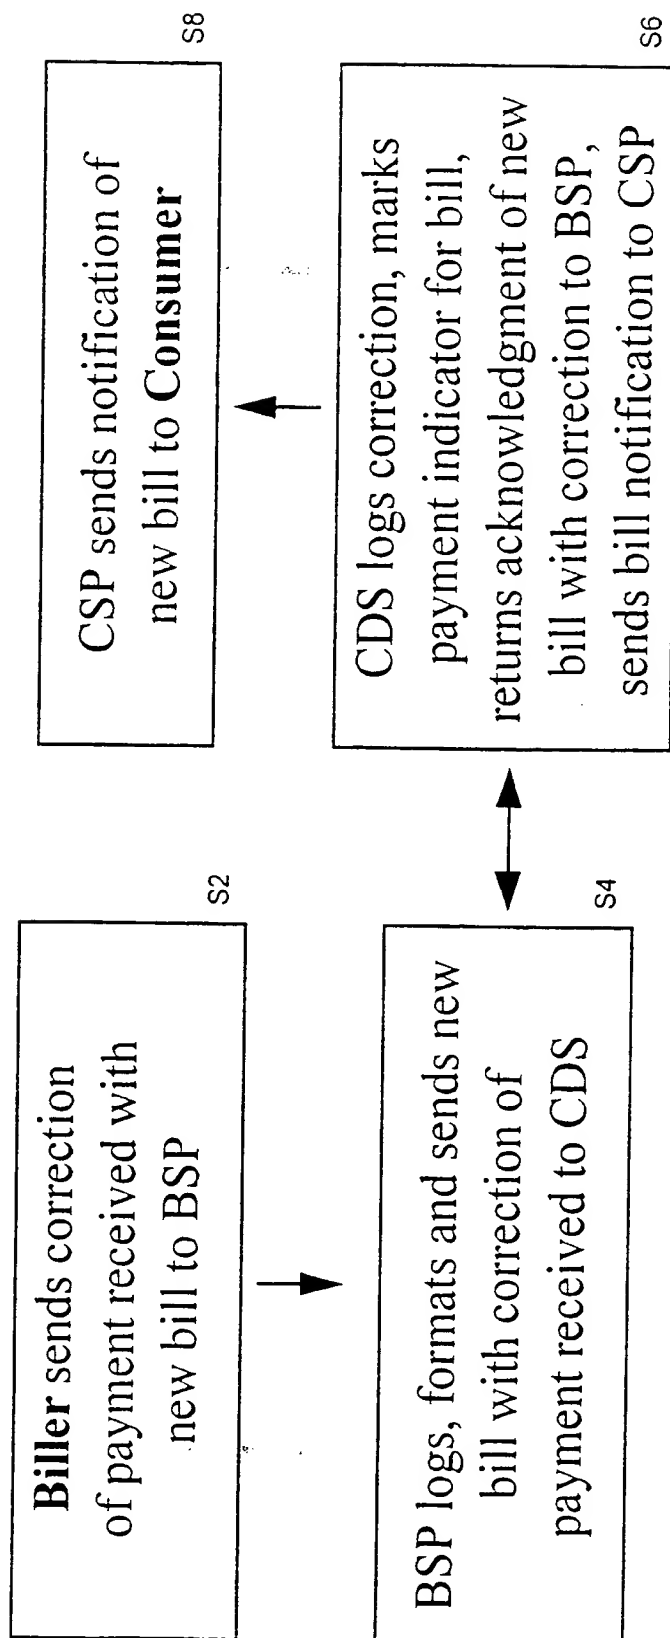 Biller sends correction
of payment received with
new bill to BSP
S2
BSP logs, formats and sends new
bill with correction of
payment received to CDS
S4
CDS logs correction, marks
payment indicator for bill,
returns acknowledgment of new
bill with correction to BSP,
sends bill notification to CSP
S6
CSP sends notification of
new bill to Consumer
S8